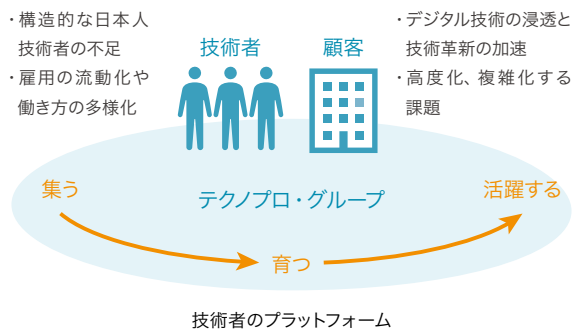 ・構造的な日本人
技術者の不足
・雇用の流動化や
働き方の多様化
技術者
顧客
・デジタル技術の浸透と
技術革新の加速
・高度化、複雑化する
課題
集う
テクノプロ・グループ
活躍する
育つ
技術者のプラットフォーム